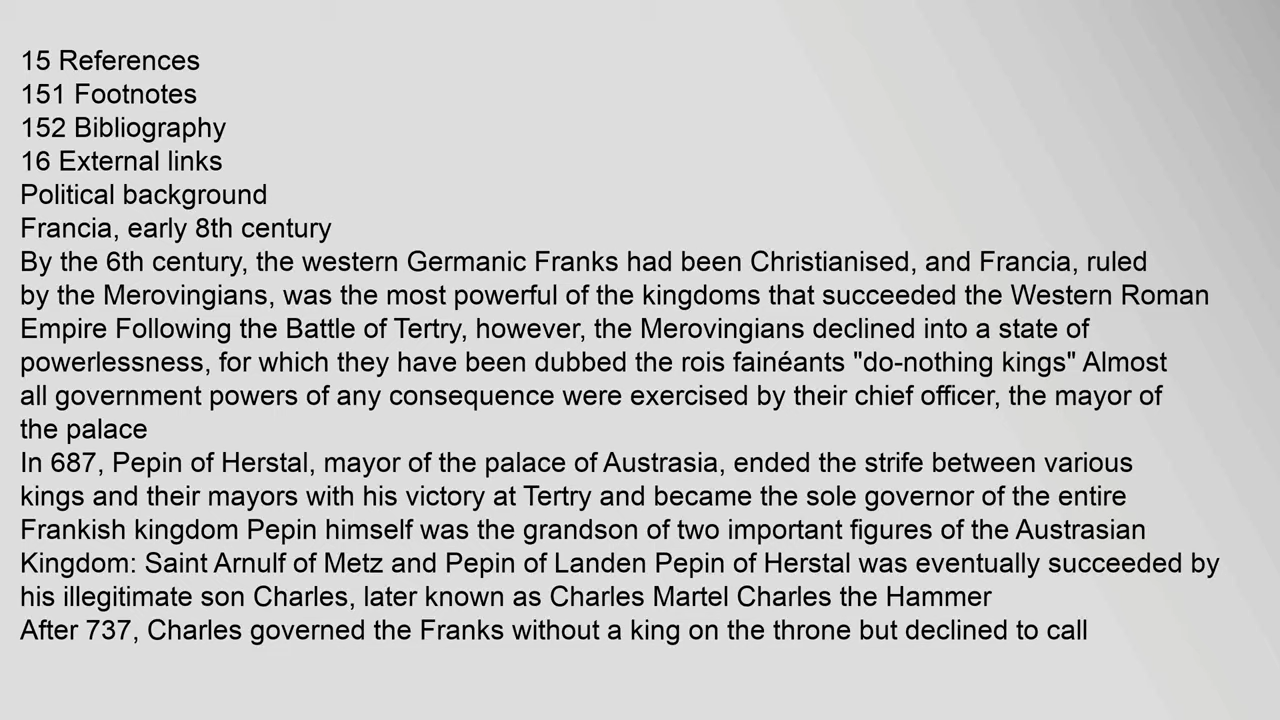 15 References
151 Footnotes
152 Bibliography
16 External links
Political background
Francia, early 8th century
By the 6th century, the western Germanic Franks had been Christianised, and Francia, ruled
by the Merovingians, was the most powerful of the kingdoms that succeeded the Western Roman
Empire Following the Battle of Tertry, however, the Merovingians declined into a state of
powerlessness, for which they have been dubbed the rois fainéants "do-nothing kings" Almost
all government powers of any consequence were exercised by their chief officer, the mayor of
the palace
In 687, Pepin of Herstal, mayor of the palace of Austrasia, ended the strife between various
kings and their mayors with his victory at Tertry and became the sole governor of the entire
Frankish kingdom Pepin himself was the grandson of two important figures of the Austrasian
Kingdom: Saint Arnulf of Metz and Pepin of Landen Pepin of Herstal was eventually succeeded by
his illegitimate son Charles, later known as Charles Martel Charles the Hammer
After 737, Charles governed the Franks without a king on the throne but declined to call